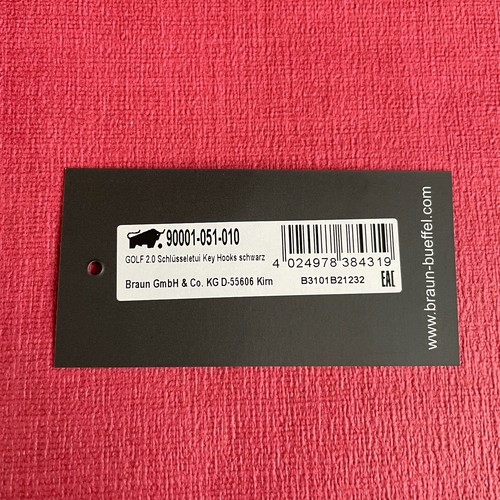 90001-051-010
GOLF 2.0 Schlüsseletui Key Hooks schwarz
Braun GmbH & Co. KG D-55606 Kirn
4 024978 384319
B3101B21232
EAC
www.braun-bueffel.com